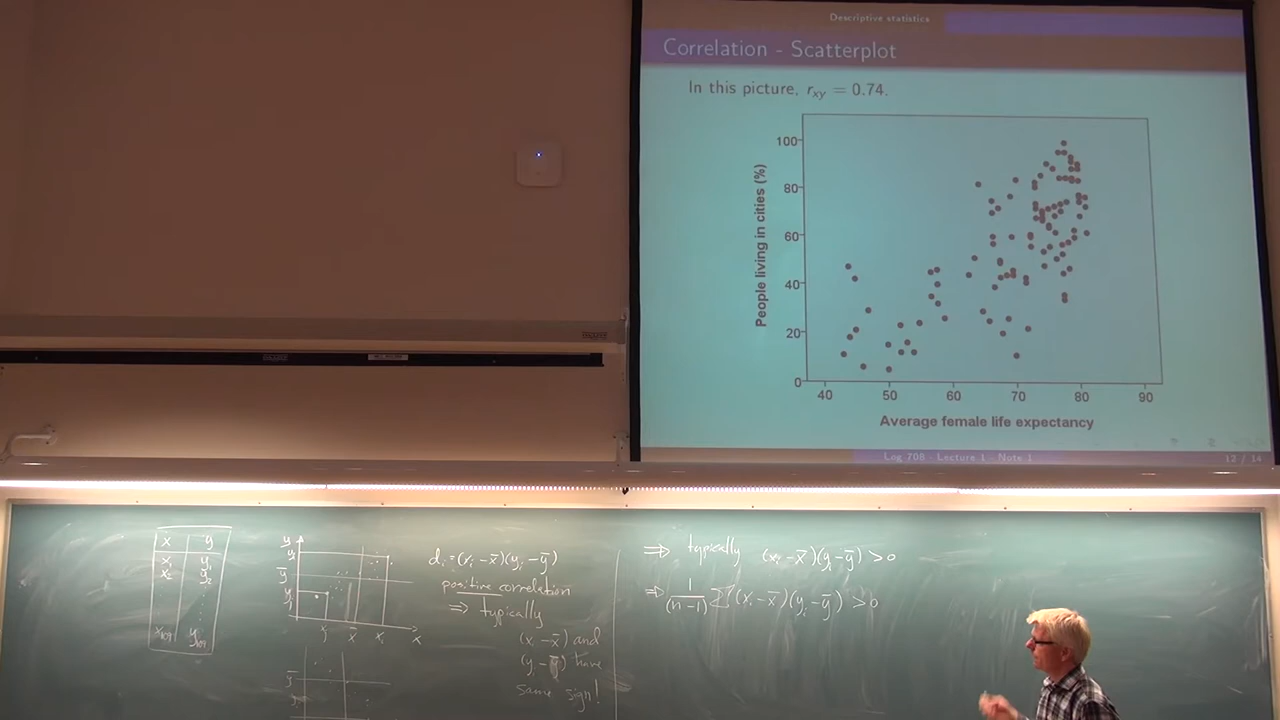 Descriptive statistics
Correlation - Scatterplot
In this picture, r_xy = 0.74.
100
80
60
40
20
0
People living in cities (%)
40 50 60 70 80 90
Average female life expectancy
Log 708 - Lecture 1 - Note 1
12 / 14
x y
x₁ y₁
x₂ y₂
x₁₀₉ y₁₀₉
y
ȳ
x̄ xᵢ x
dᵢ = (xᵢ - x̄)(yᵢ - ȳ)
positive correlation
⇒ typically
(xᵢ - x̄) and
(yᵢ - ȳ) have
same sign!
⇒ typically (xᵢ - x̄)(yᵢ - ȳ) > 0
⇒ 1/(n-1) Σ (xᵢ - x̄)(yᵢ - ȳ) > 0